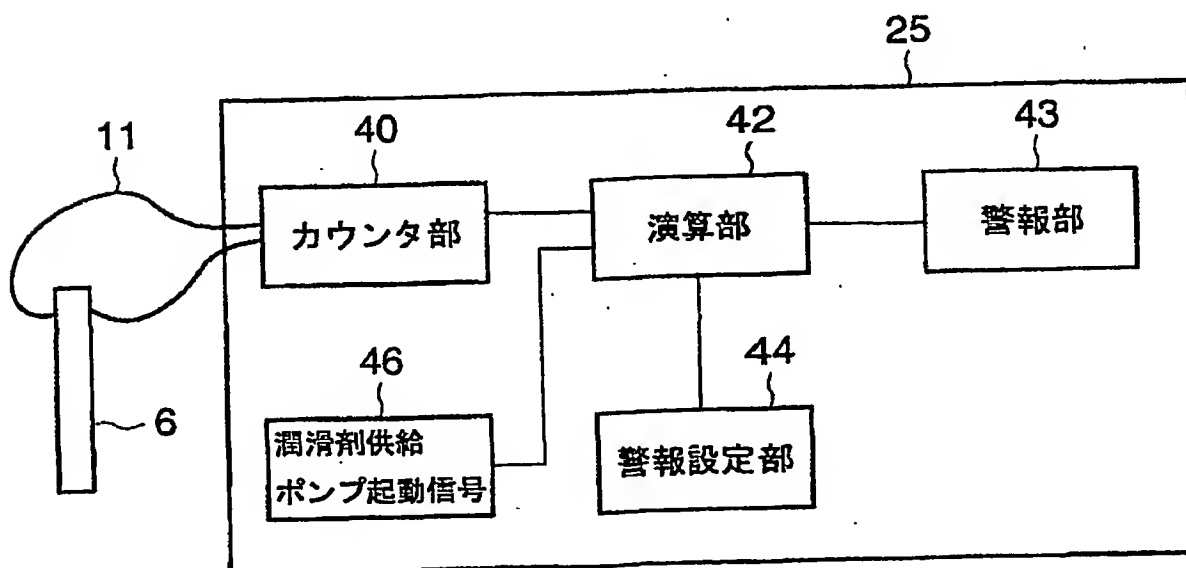 25
11
40
42
43
カウンタ部
演算部
警報部
46
44
6
潤滑剤供給
ポンプ起動信号
警報設定部